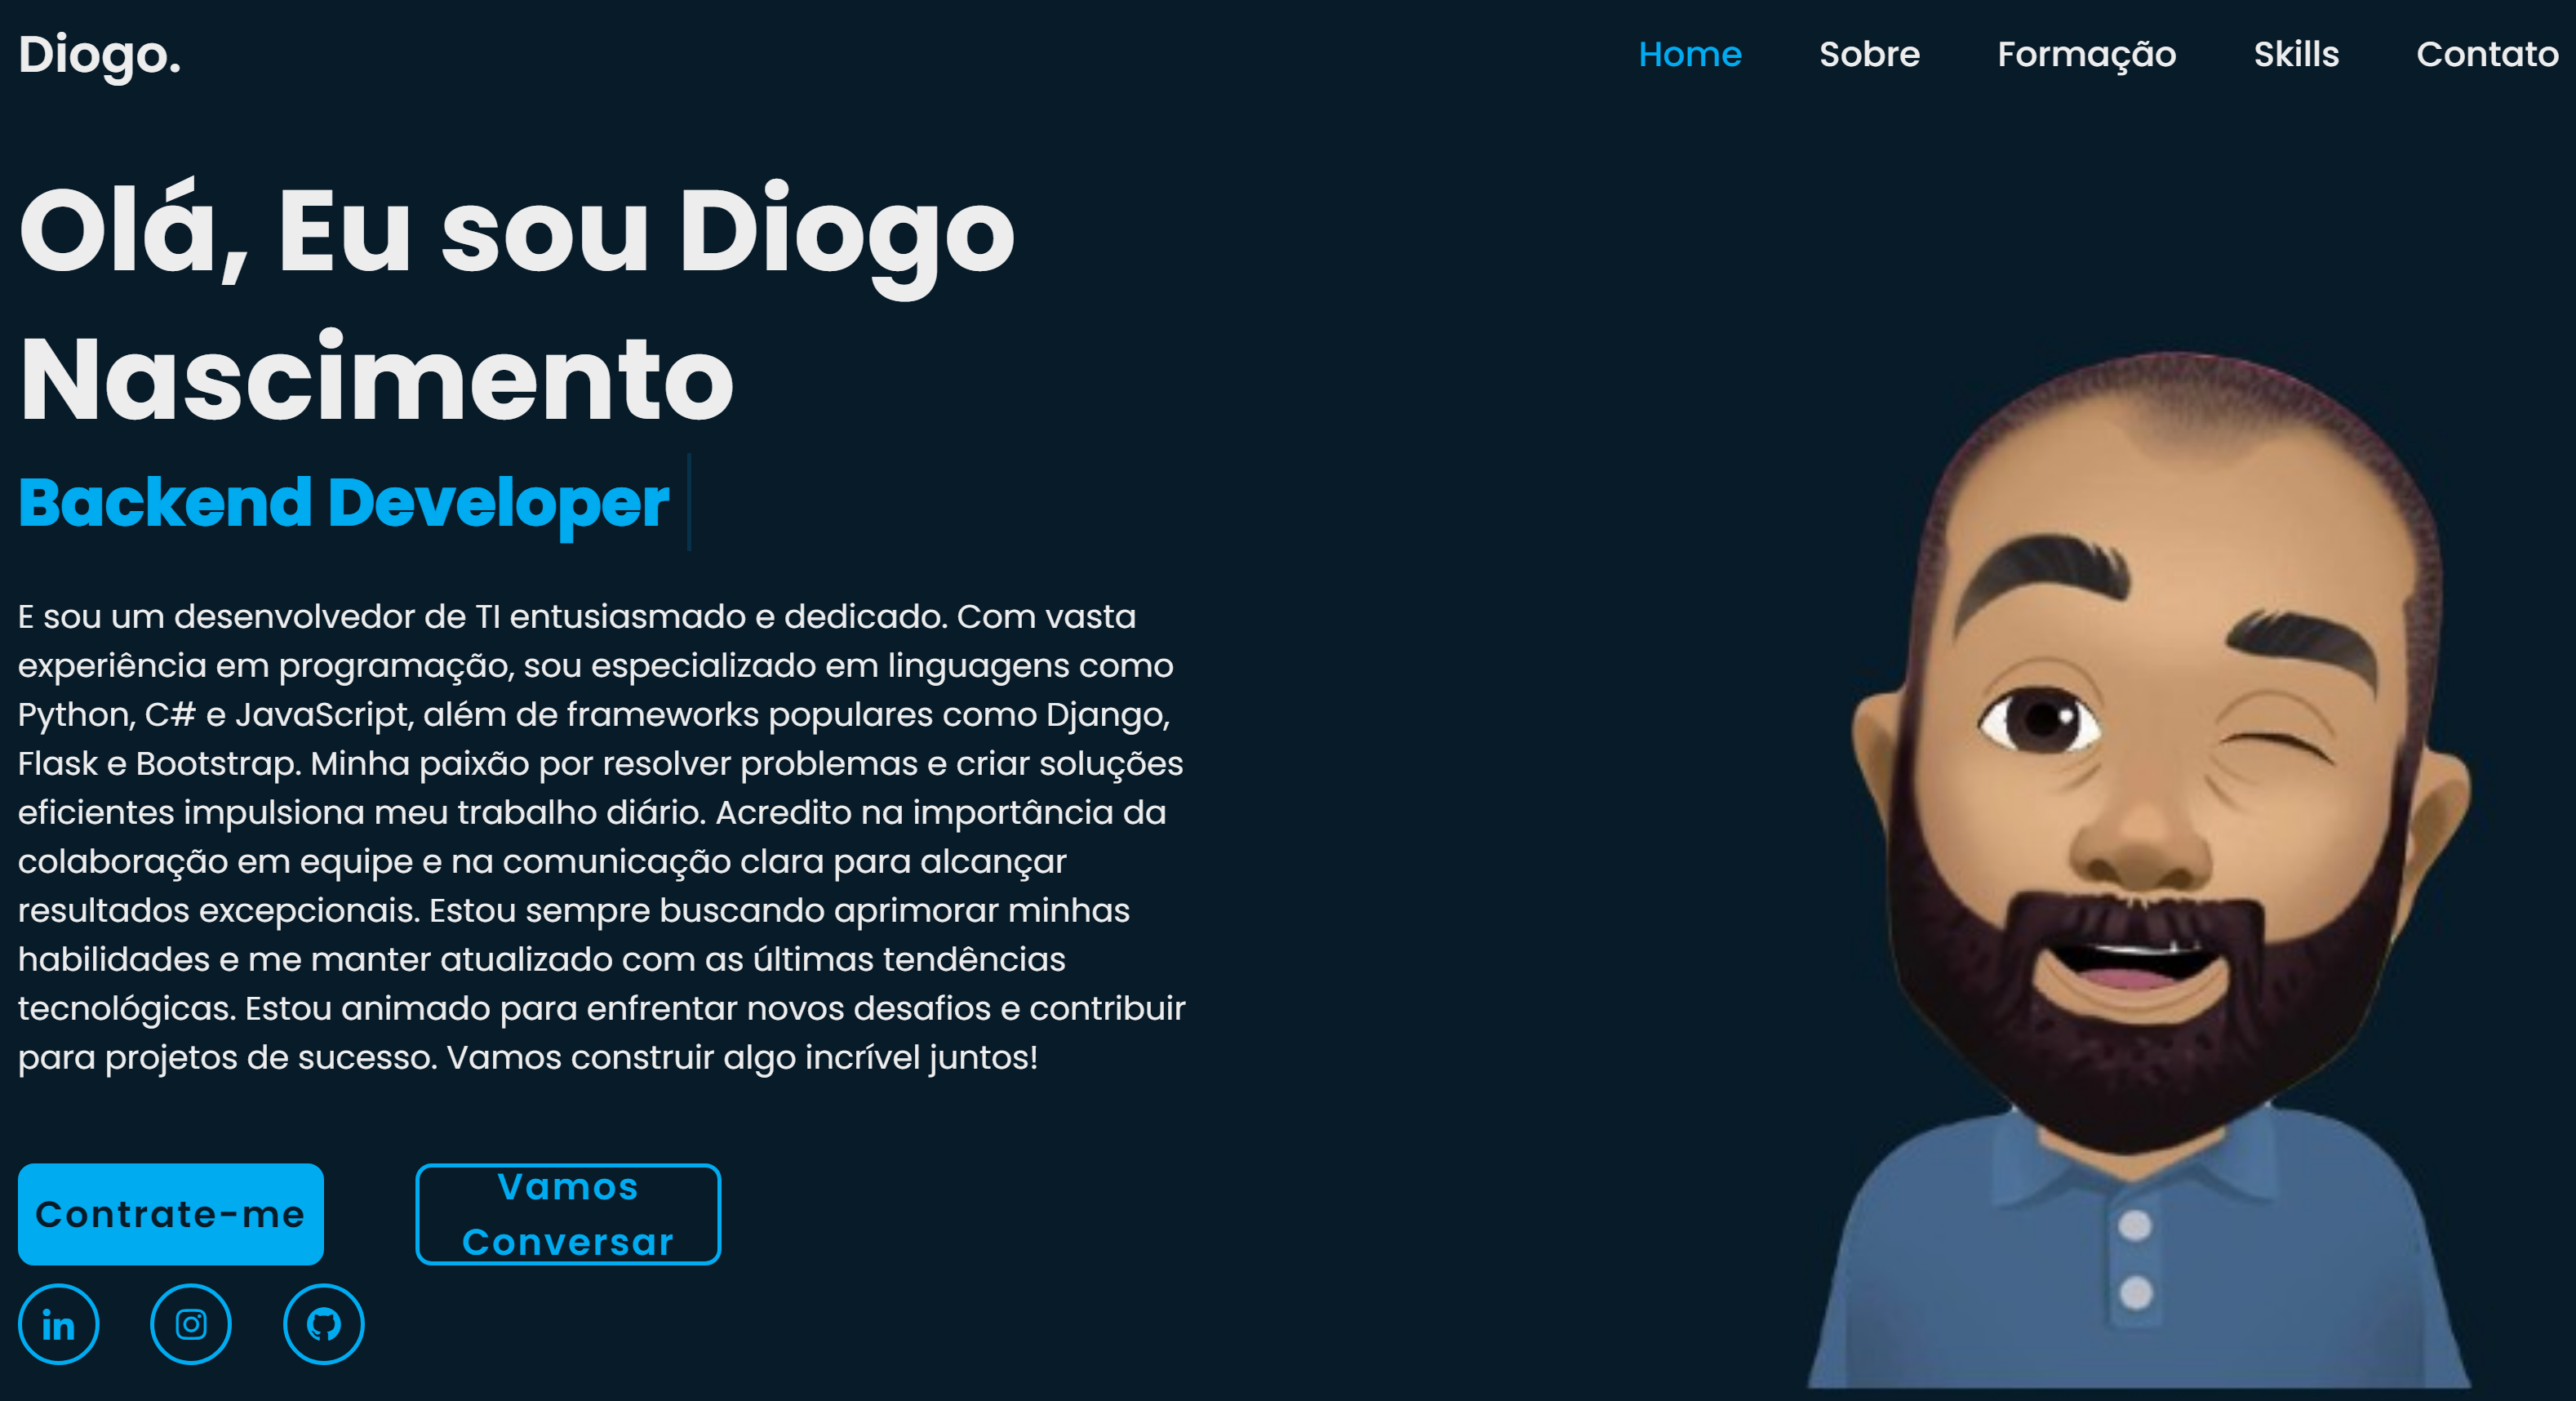 Diogo.
Home Sobre Formação Skills Contato
Olá, Eu sou Diogo
Nascimento
Backend Developer
E sou um desenvolvedor de TI entusiasmado e dedicado. Com vasta
experiência em programação, sou especializado em linguagens como
Python, C# e JavaScript, além de frameworks populares como Django,
Flask e Bootstrap. Minha paixão por resolver problemas e criar soluções
eficientes impulsiona meu trabalho diário. Acredito na importância da
colaboração em equipe e na comunicação clara para alcançar
resultados excepcionais. Estou sempre buscando aprimorar minhas
habilidades e me manter atualizado com as últimas tendências
tecnológicas. Estou animado para enfrentar novos desafios e contribuir
para projetos de sucesso. Vamos construir algo incrível juntos!
Contrate-me
Vamos
Conversar
in